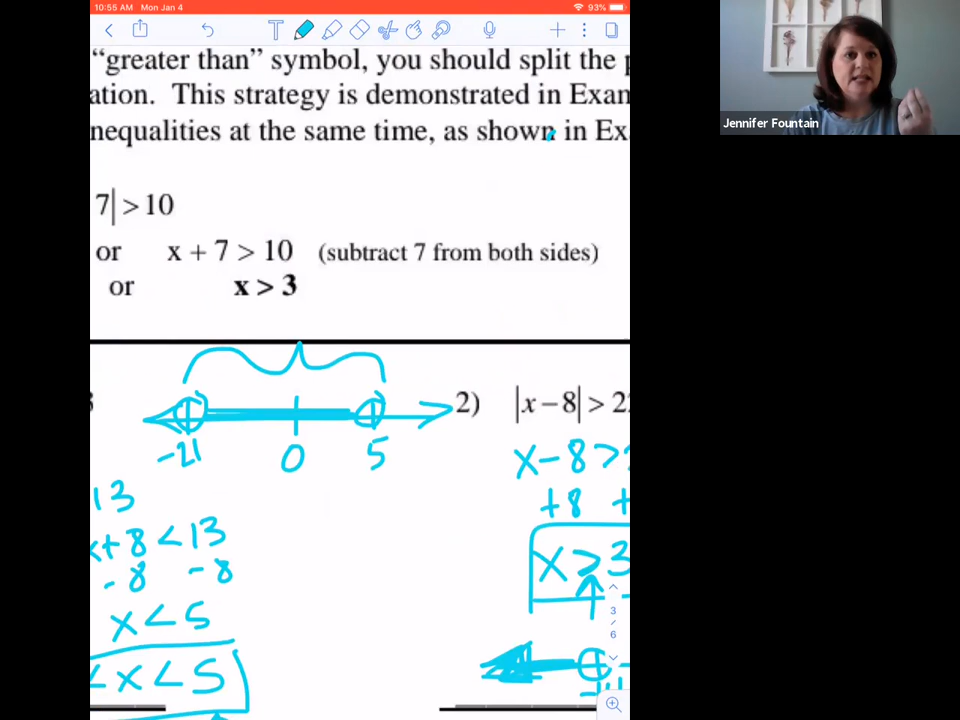 10:55 AM Mon Jan 4
93%
"greater than" symbol, you should split the
ation. This strategy is demonstrated in Exam
nequalities at the same time, as shown in Ex
7| > 10
or x + 7 > 10 (subtract 7 from both sides)
or x > 3
-21 0 5
13
x+8 < 13
-8 -8
x < 5
< x < 5
2) |x – 8| > 2
x - 8 >
+8 +
x > 3
3
/
6
Jennifer Fountain